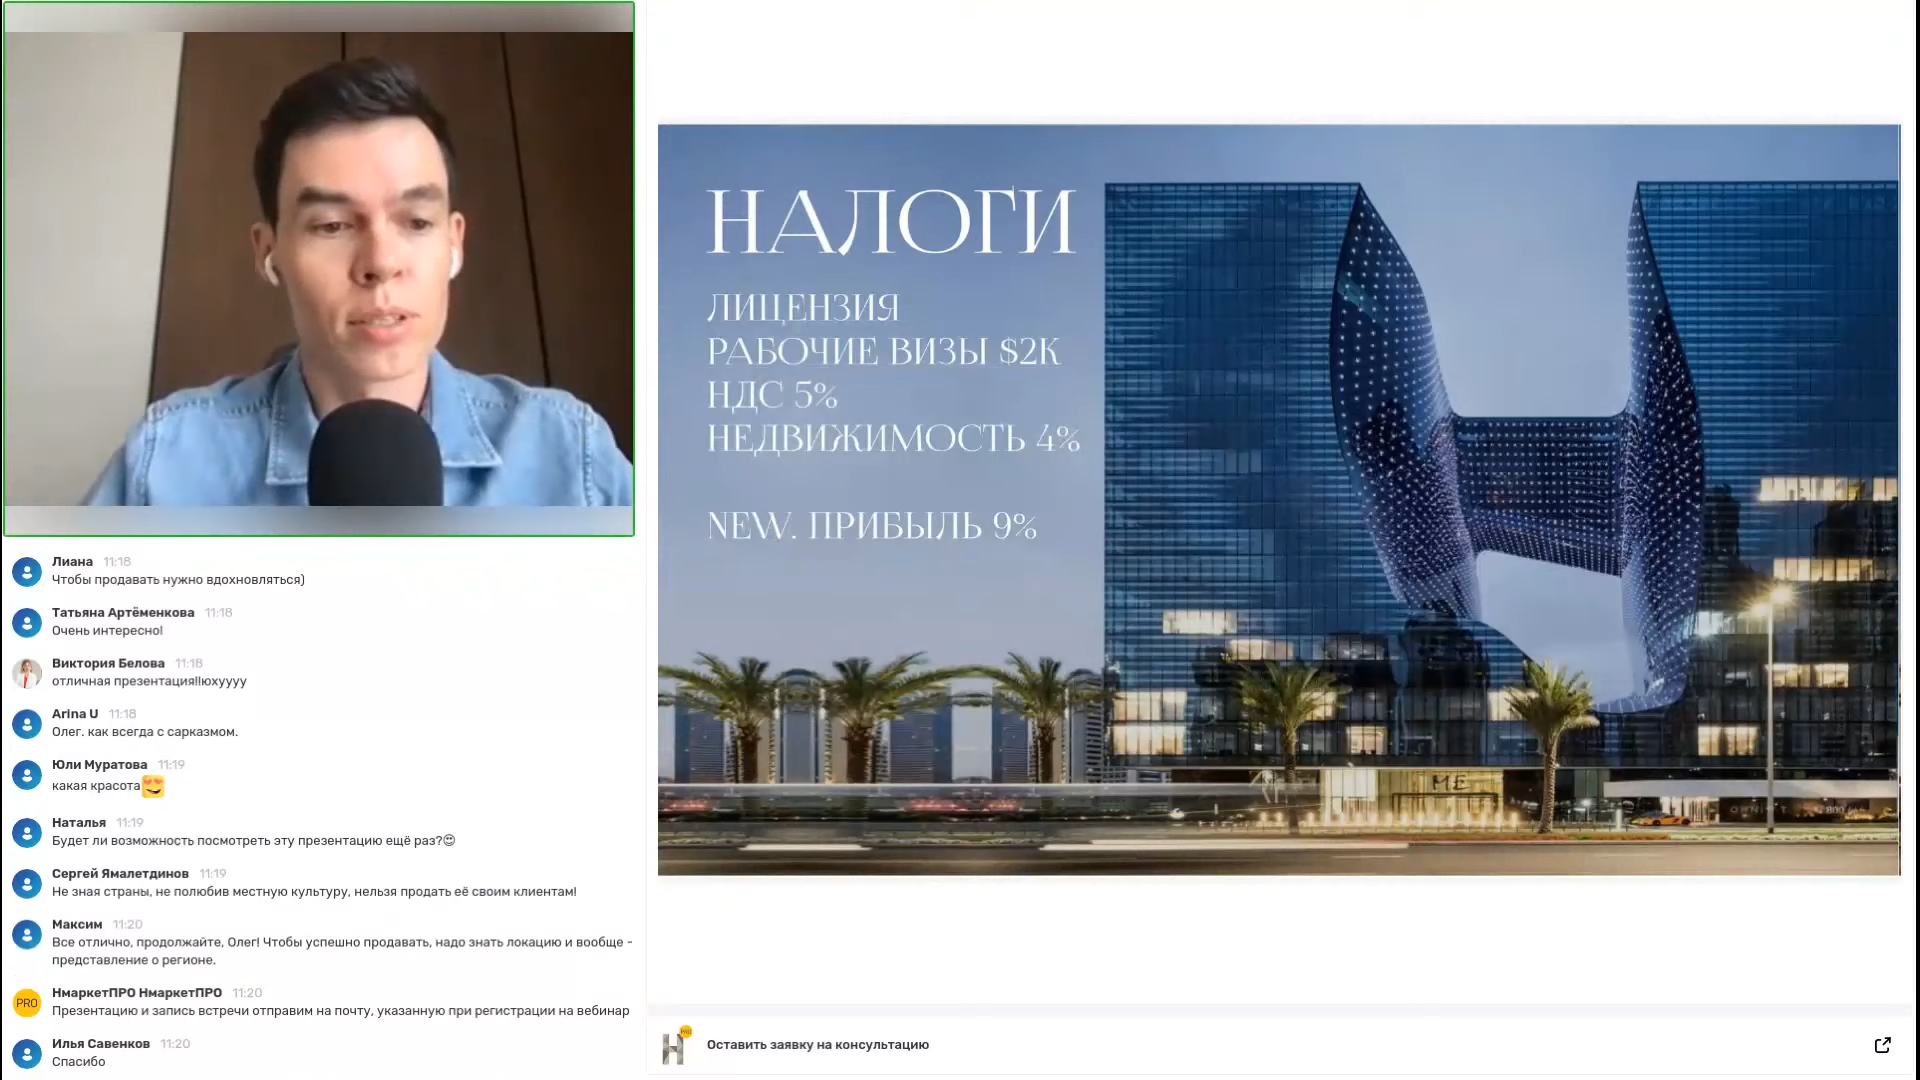 Лиана 11:18
Чтобы продавать нужно вдохновляться)
Татьяна Артёменкова 11:18
Очень интересно!
Виктория Белова 11:18
отличная презентация!!юхуууу
Arina U 11:18
Олег. как всегда с сарказмом.
Юли Муратова 11:19
какая красота😍
Наталья 11:19
Будет ли возможность посмотреть эту презентацию ещё раз?😍
Сергей Ямалетдинов 11:19
Не зная страны, не полюбив местную культуру, нельзя продать её своим клиентам!
Максим 11:20
Все отлично, продолжайте, Олег! Чтобы успешно продавать, надо знать локацию и вообще -
представление о регионе.
PRO
НмаркетПРО НмаркетПРО 11:20
Презентацию и запись встречи отправим на почту, указанную при регистрации на вебинар
Илья Савенков 11:20
Спасибо
НАЛОГИ
ЛИЦЕНЗИЯ
РАБОЧИЕ ВИЗЫ $2К
НДС 5%
НЕДВИЖИМОСТЬ 4%
NEW. ПРИБЫЛЬ 9%
ME
H PRO
Оставить заявку на консультацию